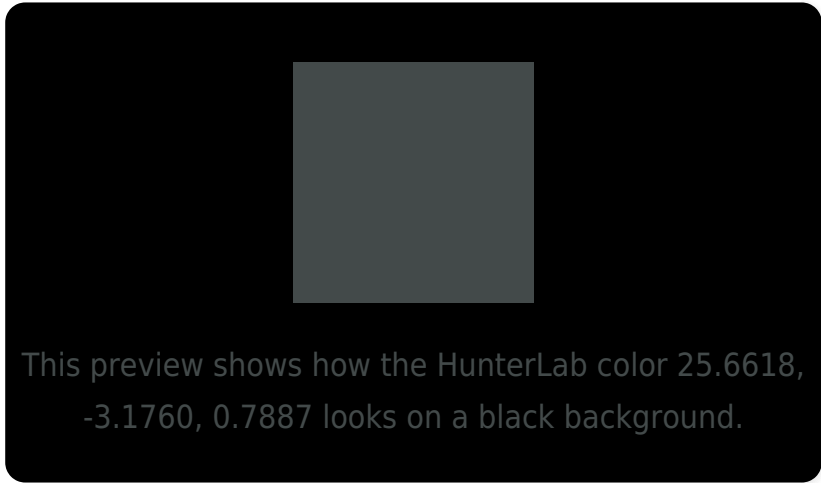 This preview shows how the HunterLab color 25.6618,
-3.1760, 0.7887 looks on a black background.